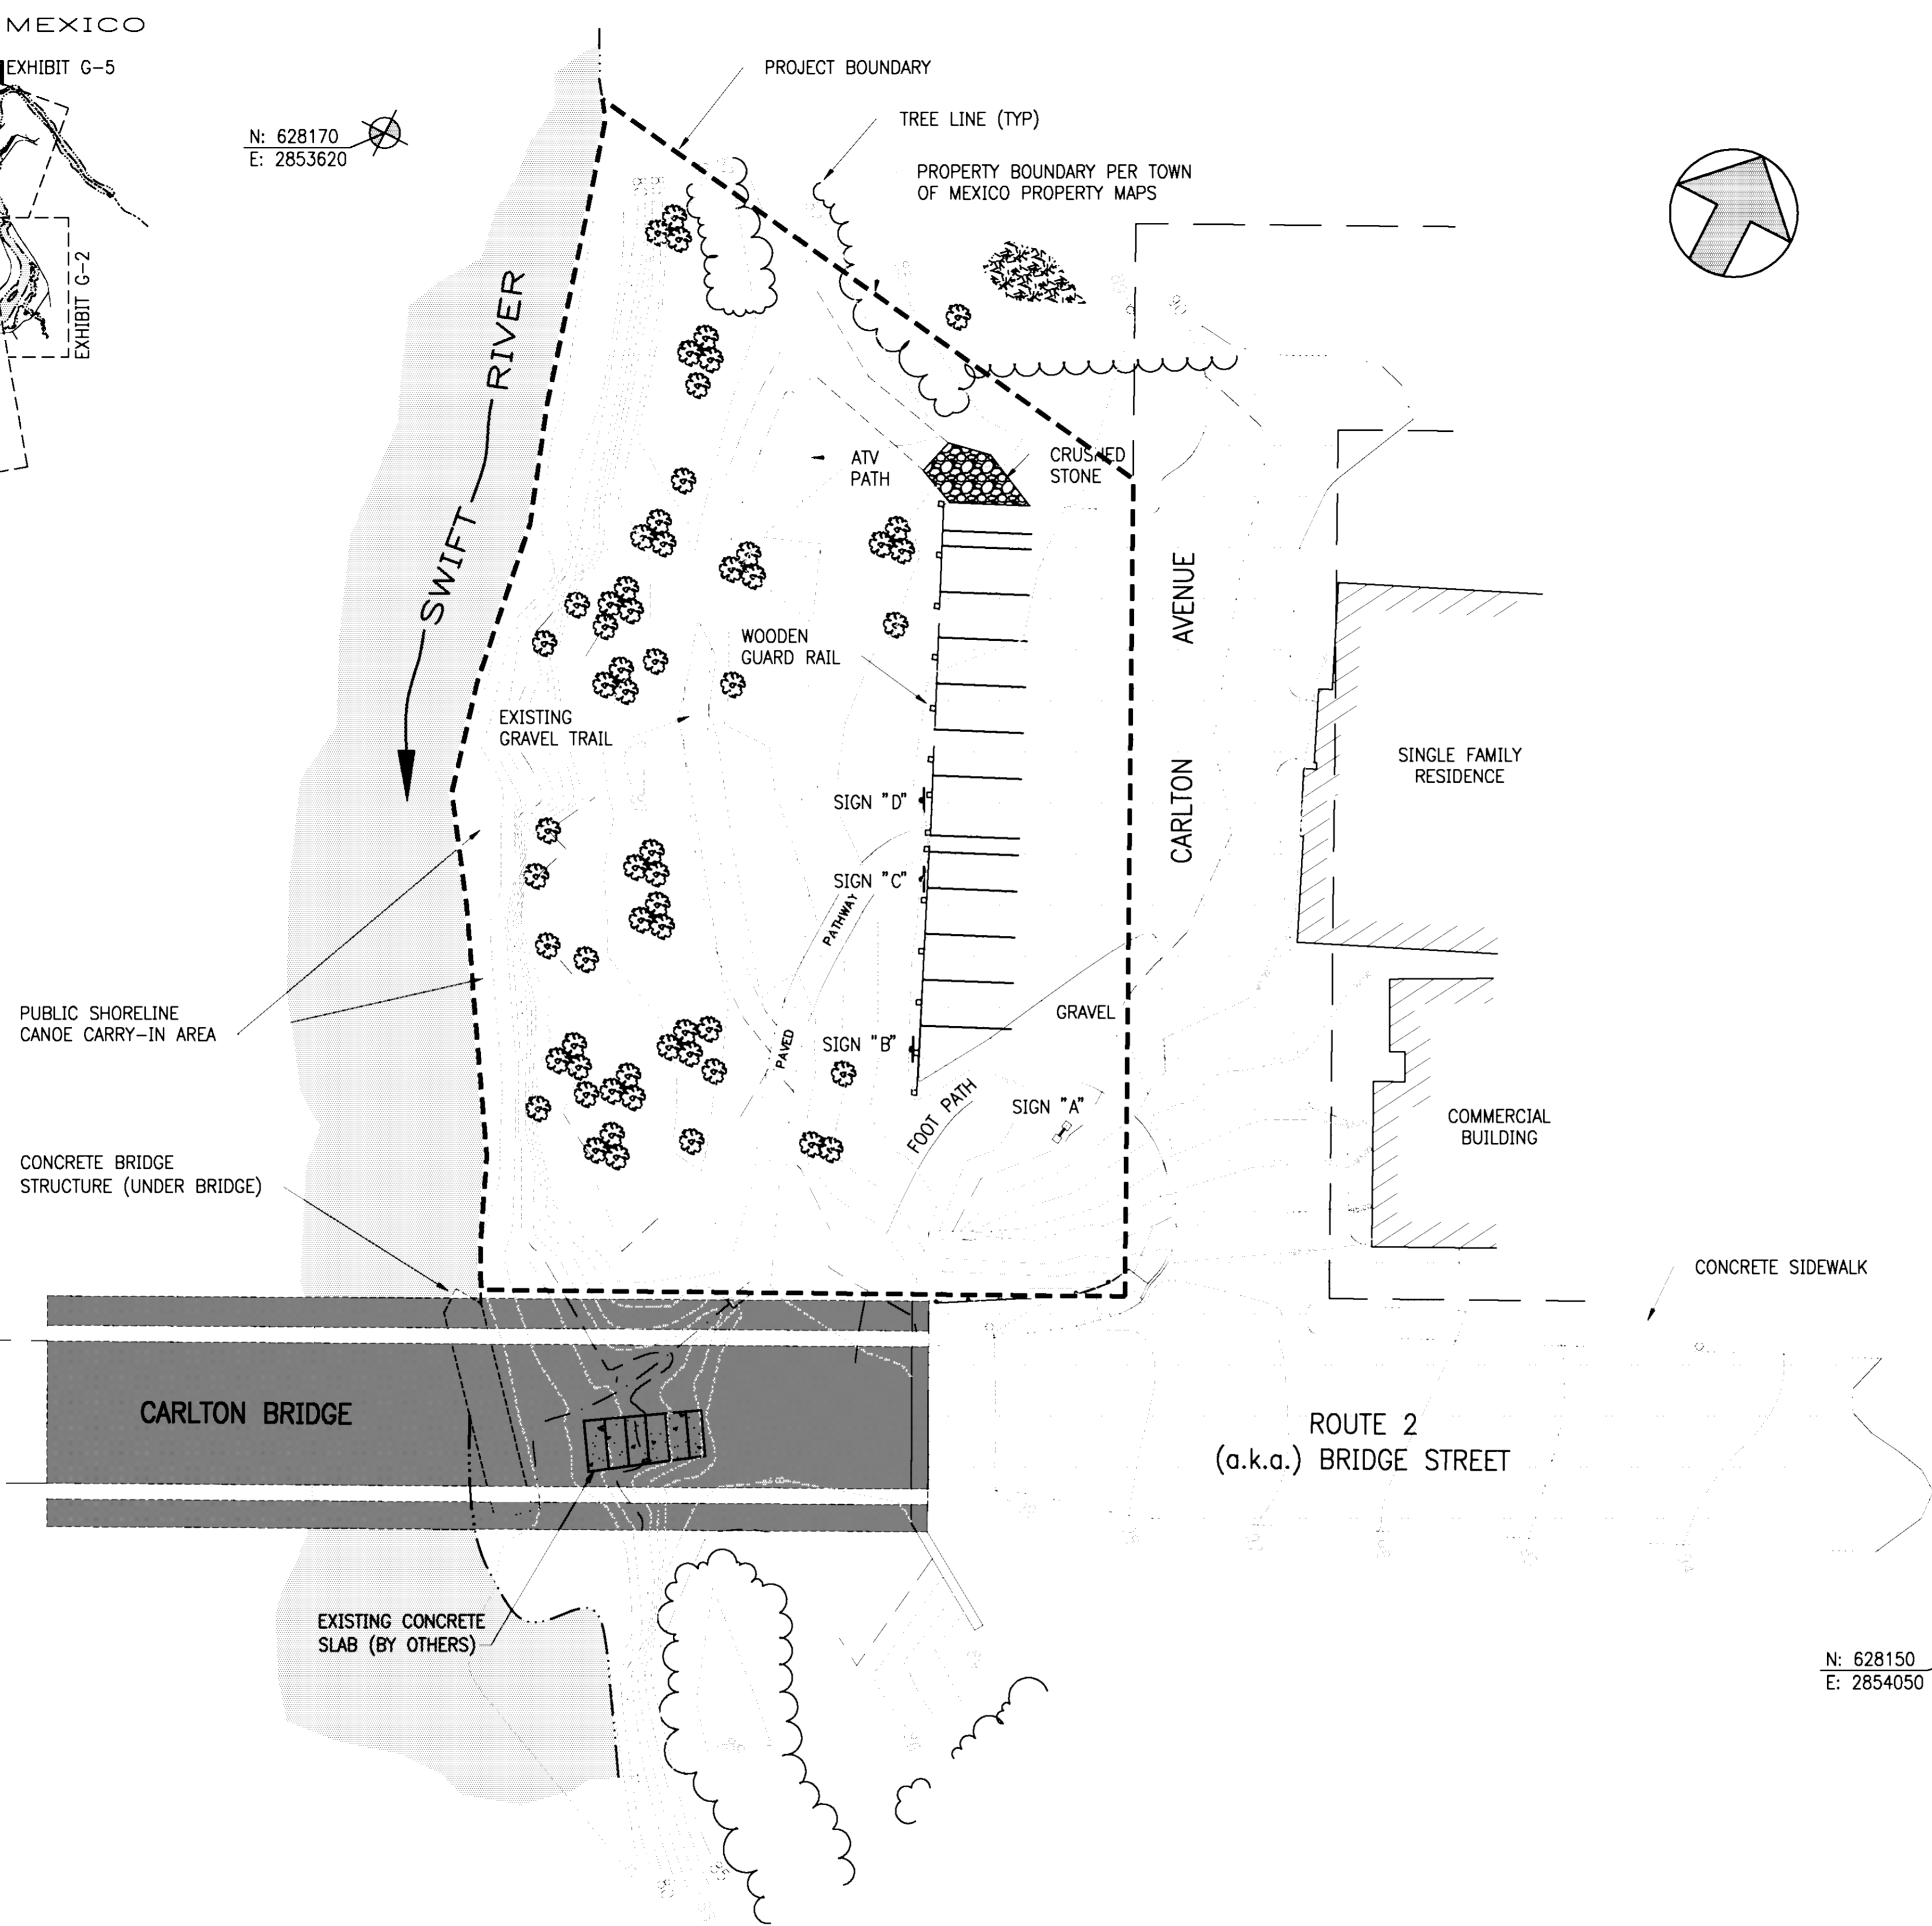 MEXICO
EXHIBIT G-5
PROJECT BOUNDARY
TREE LINE (TYP)
N: 628170
E: 2853620
PROPERTY BOUNDARY PER TOWN
OF MEXICO PROPERTY MAPS
EXHIBIT G-2
SWIFT RIVER
ATV
PATH
CRUSHED
STONE
WOODEN
GUARD RAIL
CARLTON AVENUE
EXISTING
GRAVEL TRAIL
SINGLE FAMILY
RESIDENCE
SIGN "D"
SIGN "C"
PAVED PATHWAY
PUBLIC SHORELINE
CANOE CARRY-IN AREA
GRAVEL
SIGN "B"
FOOT PATH
SIGN "A"
COMMERCIAL
BUILDING
CONCRETE BRIDGE
STRUCTURE (UNDER BRIDGE)
CONCRETE SIDEWALK
CARLTON BRIDGE
ROUTE 2
(a.k.a.) BRIDGE STREET
EXISTING CONCRETE
SLAB (BY OTHERS)
N: 628150
E: 2854050